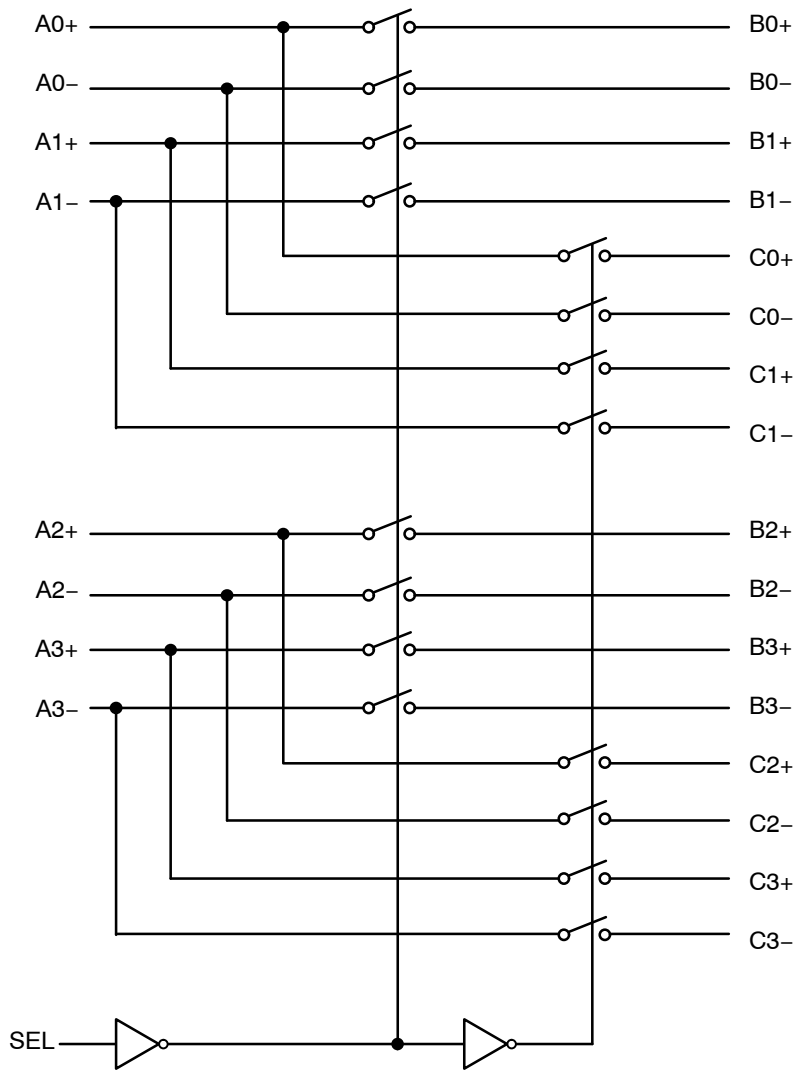 A0+ B0+
A0− B0−
A1+ B1+
A1− B1−
C0+
C0−
C1+
C1−
A2+ B2+
A2− B2−
A3+ B3+
A3− B3−
C2+
C2−
C3+
C3−
SEL